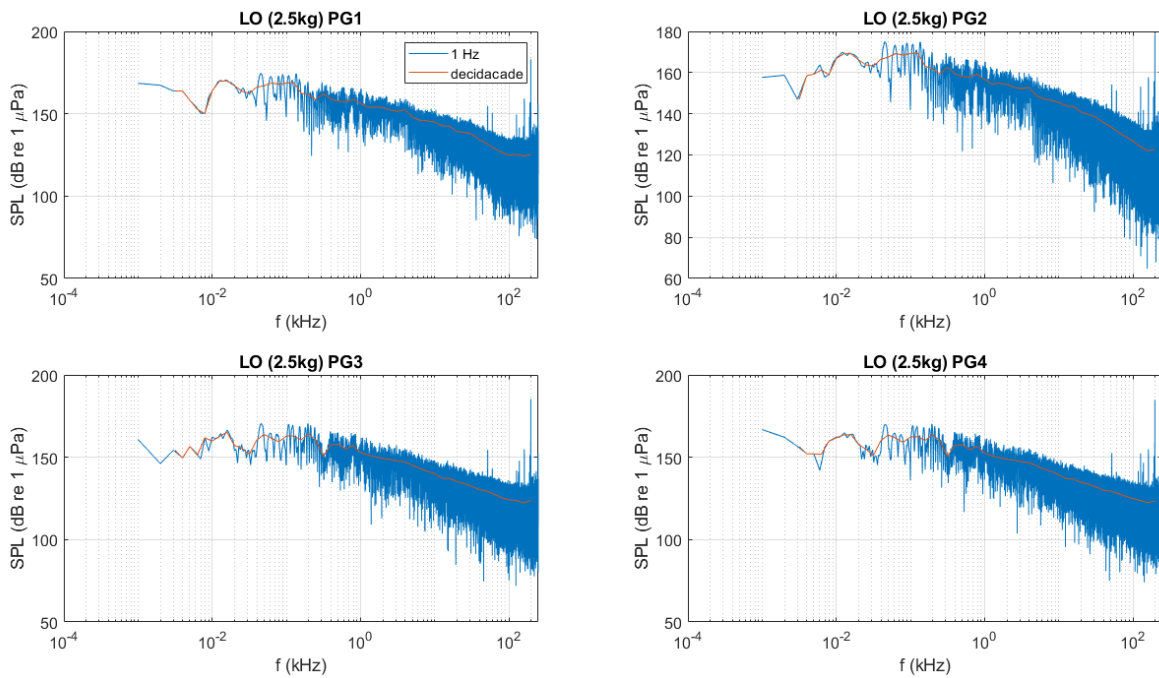 LO (2.5kg) PG1
200
150
100
50
SPL (dB re 1 μPa)
10^-4
10^-2
10^0
10^2
f (kHz)
1 Hz
decidacade
LO (2.5kg) PG2
180
160
140
120
100
80
60
SPL (dB re 1 μPa)
10^-4
10^-2
10^0
10^2
f (kHz)
LO (2.5kg) PG3
200
150
100
50
SPL (dB re 1 μPa)
10^-4
10^-2
10^0
10^2
f (kHz)
LO (2.5kg) PG4
200
150
100
50
SPL (dB re 1 μPa)
10^-4
10^-2
10^0
10^2
f (kHz)